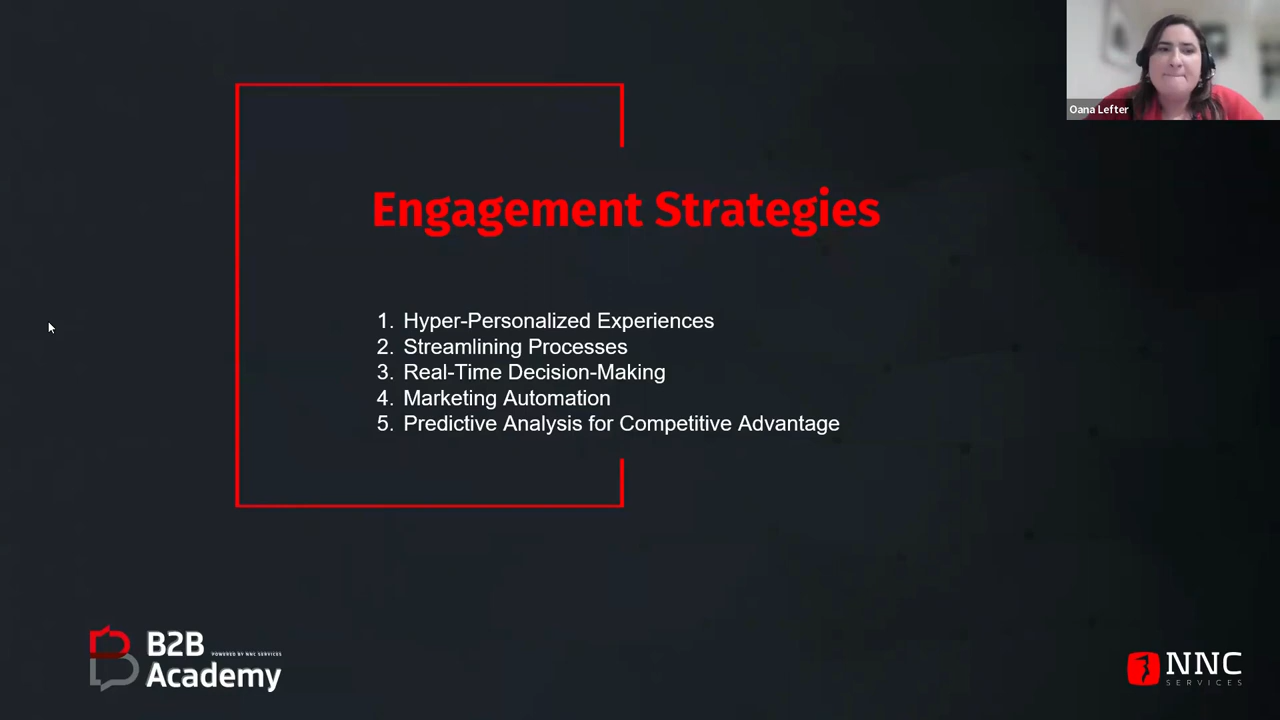 Oana Lefter
Engagement Strategies
1. Hyper-Personalized Experiences
2. Streamlining Processes
3. Real-Time Decision-Making
4. Marketing Automation
5. Predictive Analysis for Competitive Advantage
B2B POWERED BY NNC SERVICES
Academy
NNC
SERVICES